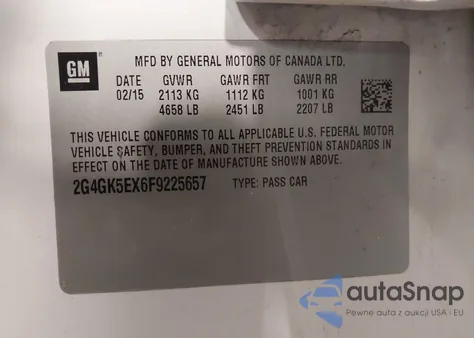 GM
MFD BY GENERAL MOTORS OF CANADA LTD.
DATE GVWR GAWR FRT GAWR RR
02/15 2113 KG 1112 KG 1001 KG
4658 LB 2451 LB 2207 LB
THIS VEHICLE CONFORMS TO ALL APPLICABLE U.S. FEDERAL MOTOR
VEHICLE SAFETY, BUMPER, AND THEFT PREVENTION STANDARDS IN
EFFECT ON THE DATE OF MANUFACTURE SHOWN ABOVE.
2G4GK5EX6F9225657 TYPE: PASS CAR
autoSnap
Pewne auta z aukcji USA i EU